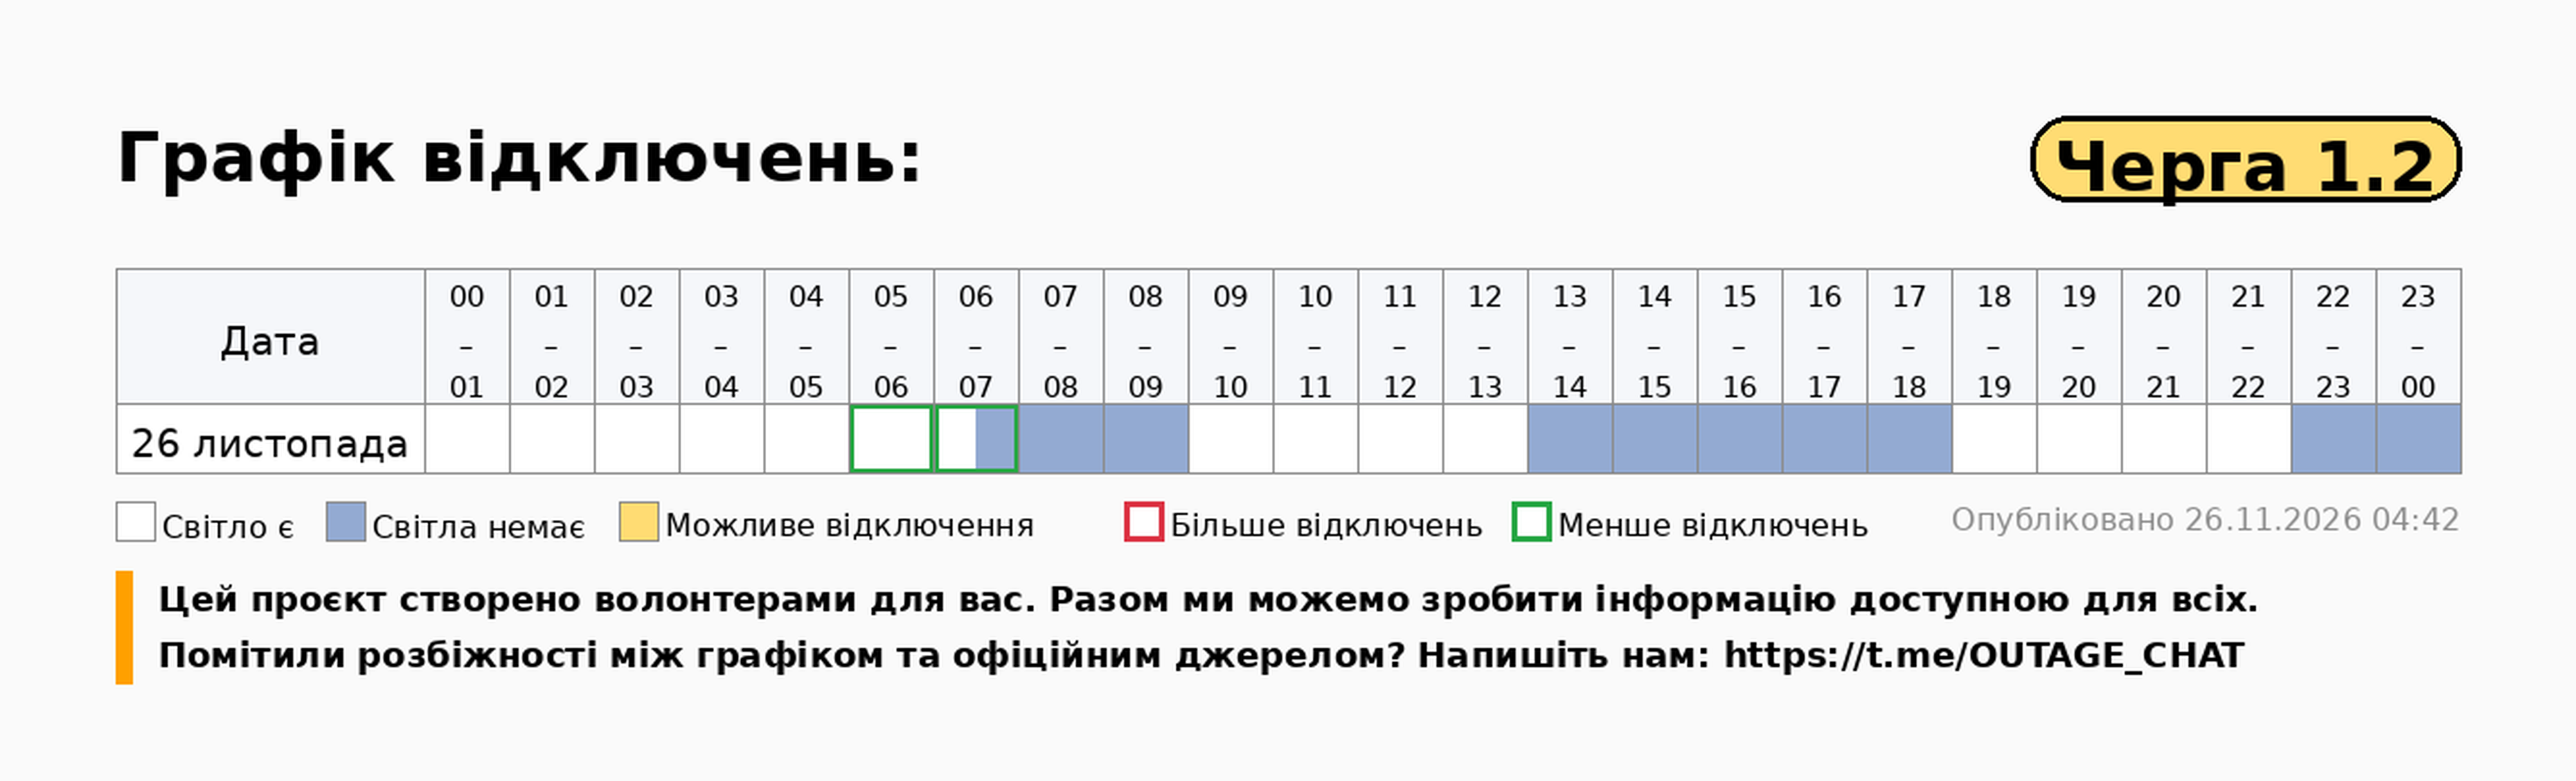 Графік відключень:
Черга 1.2
Дата 00 – 01 01 – 02 02 – 03 03 – 04 04 – 05 05 – 06 06 – 07 07 – 08 08 – 09 09 – 10 10 – 11 11 – 12 12 – 13 13 – 14 14 – 15 15 – 16 16 – 17 17 – 18 18 – 19 19 – 20 20 – 21 21 – 22 22 – 23 23 – 00
26 листопада
Світло є Світла немає Можливе відключення Більше відключень Менше відключень Опубліковано 26.11.2026 04:42
Цей проєкт створено волонтерами для вас. Разом ми можемо зробити інформацію доступною для всіх.
Помітили розбіжності між графіком та офіційним джерелом? Напишіть нам: https://t.me/OUTAGE_CHAT